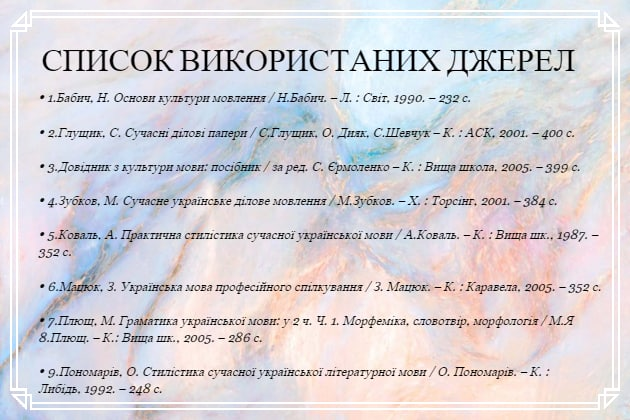 СПИСОК ВИКОРИСТАНИХ ДЖЕРЕЛ
• 1.Бабич, Н. Основи культури мовлення / Н.Бабич. – Л. : Світ, 1990. – 232 с.
• 2.Глущик, С. Сучасні ділові папери / С.Глущик, О. Дияк, С.Шевчук – К. : АСК, 2001. – 400 с.
• 3.Довідник з культури мови: посібник / за ред. С. Єрмоленко – К. : Вища школа, 2005. – 399 с.
• 4.Зубков, М. Сучасне українське ділове мовлення / М.Зубков. – Х. : Торсінг, 2001. – 384 с.
• 5.Коваль, А. Практична стилістика сучасної української мови / А.Коваль. – К. : Вища шк., 1987. –
352 с.
• 6.Мацюк, З. Українська мова професійного спілкування / З. Мацюк. – К. : Каравела, 2005. – 352 с.
• 7.Плющ, М. Граматика української мови: у 2 ч. Ч. 1. Морфеміка, словотвір, морфологія / М.Я
8.Плющ. – К.: Вища шк., 2005. – 286 с.
• 9.Пономарів, О. Стилістика сучасної української літературної мови / О. Пономарів. – К. :
Либідь, 1992. – 248 с.